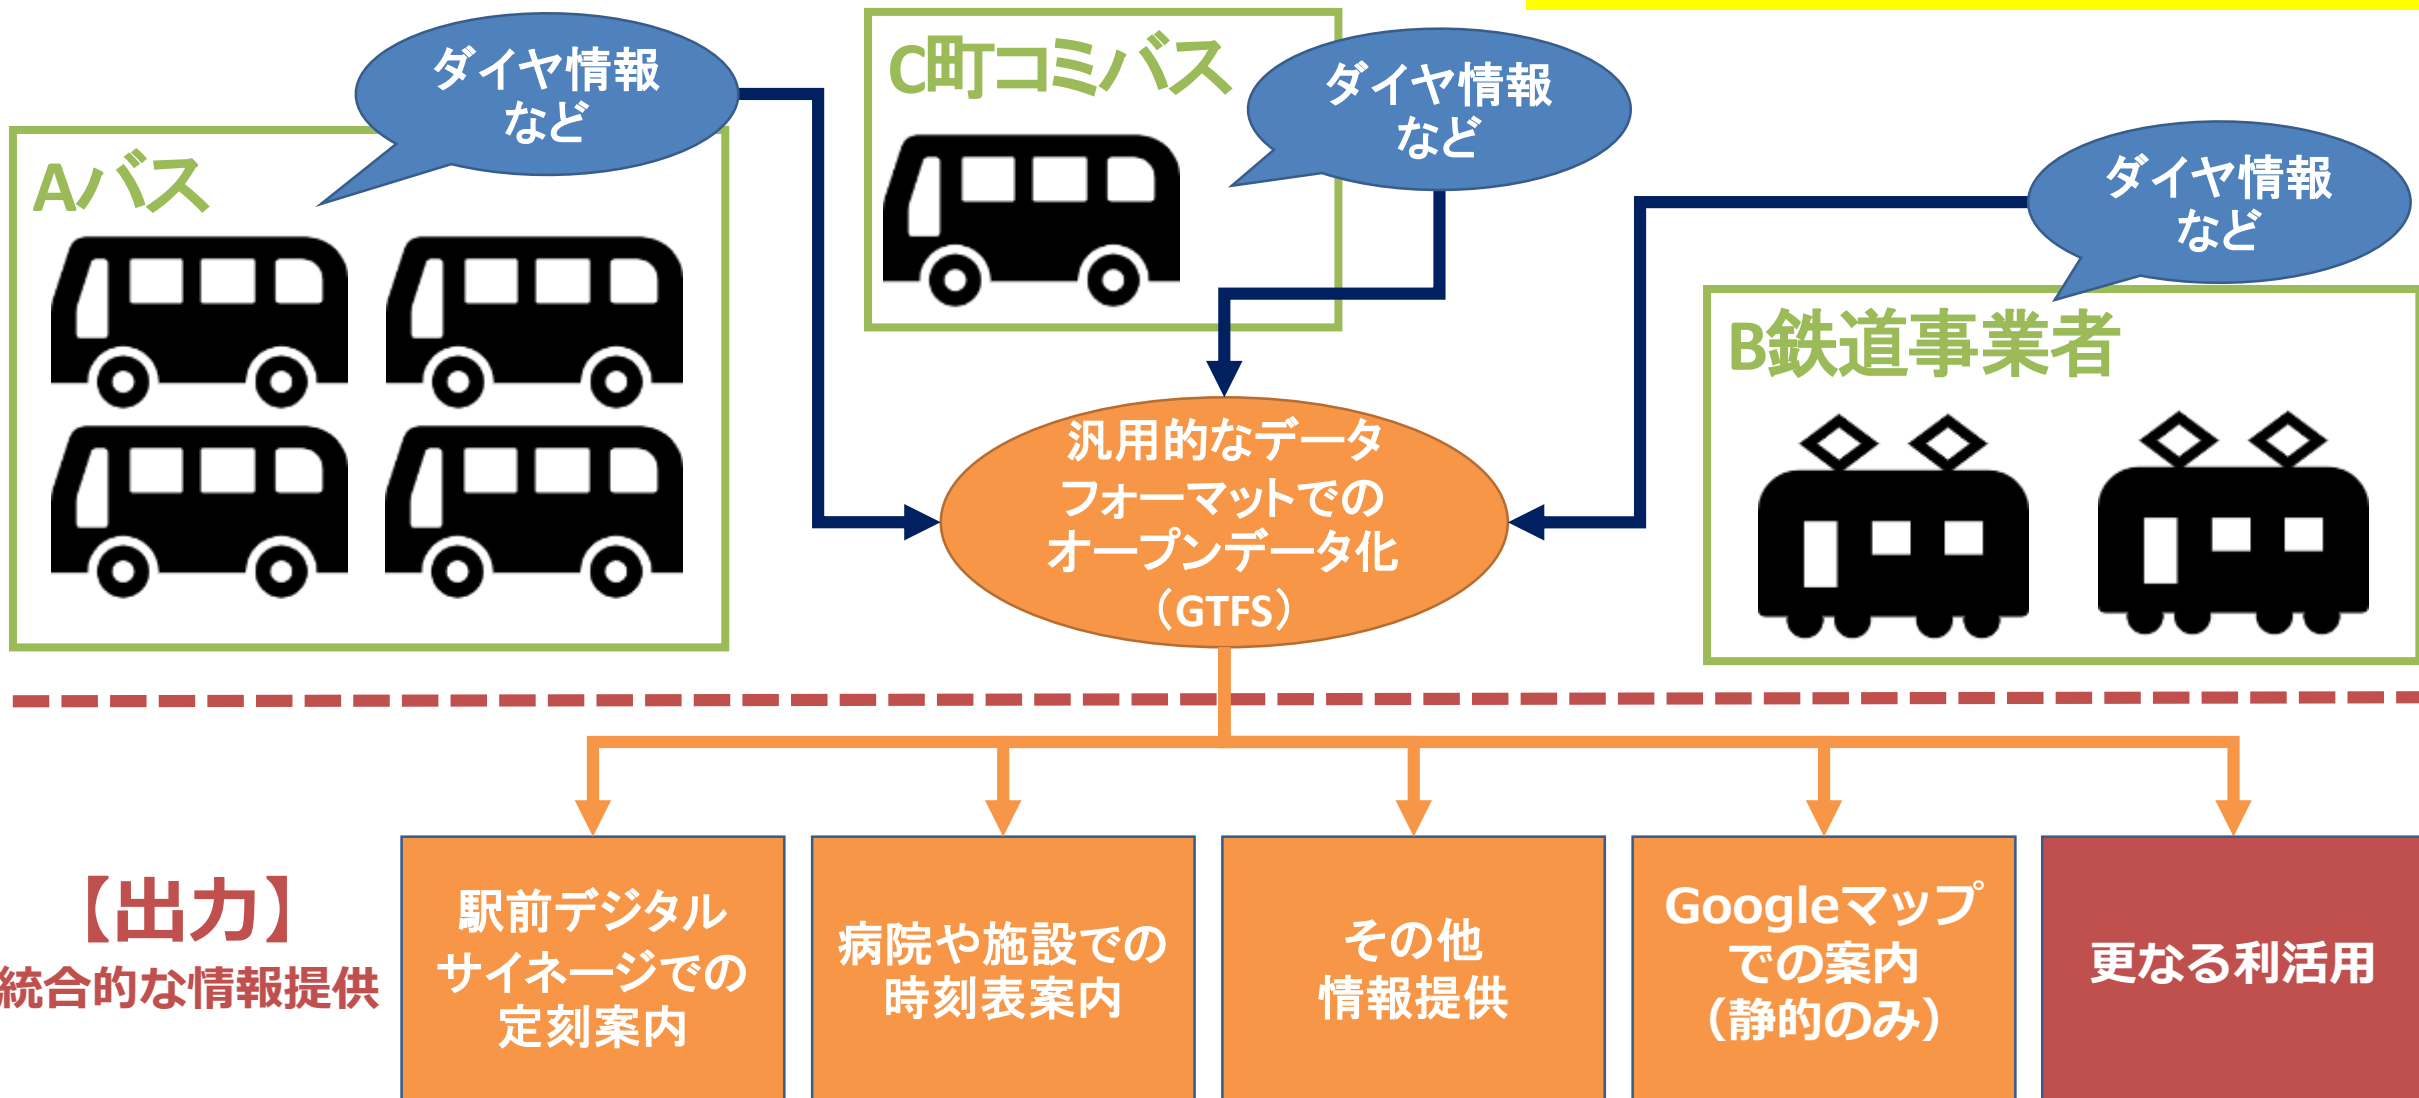 ダイヤ情報
など
Aバス
C町コミバス
ダイヤ情報
など
ダイヤ情報
など
B鉄道事業者
汎用的なデータ
フォーマットでの
オープンデータ化
（GTFS）
【出力】
統合的な情報提供
駅前デジタル
サイネージでの
定刻案内
病院や施設での
時刻表案内
その他
情報提供
Googleマップ
での案内
（静的のみ）
更なる利活用